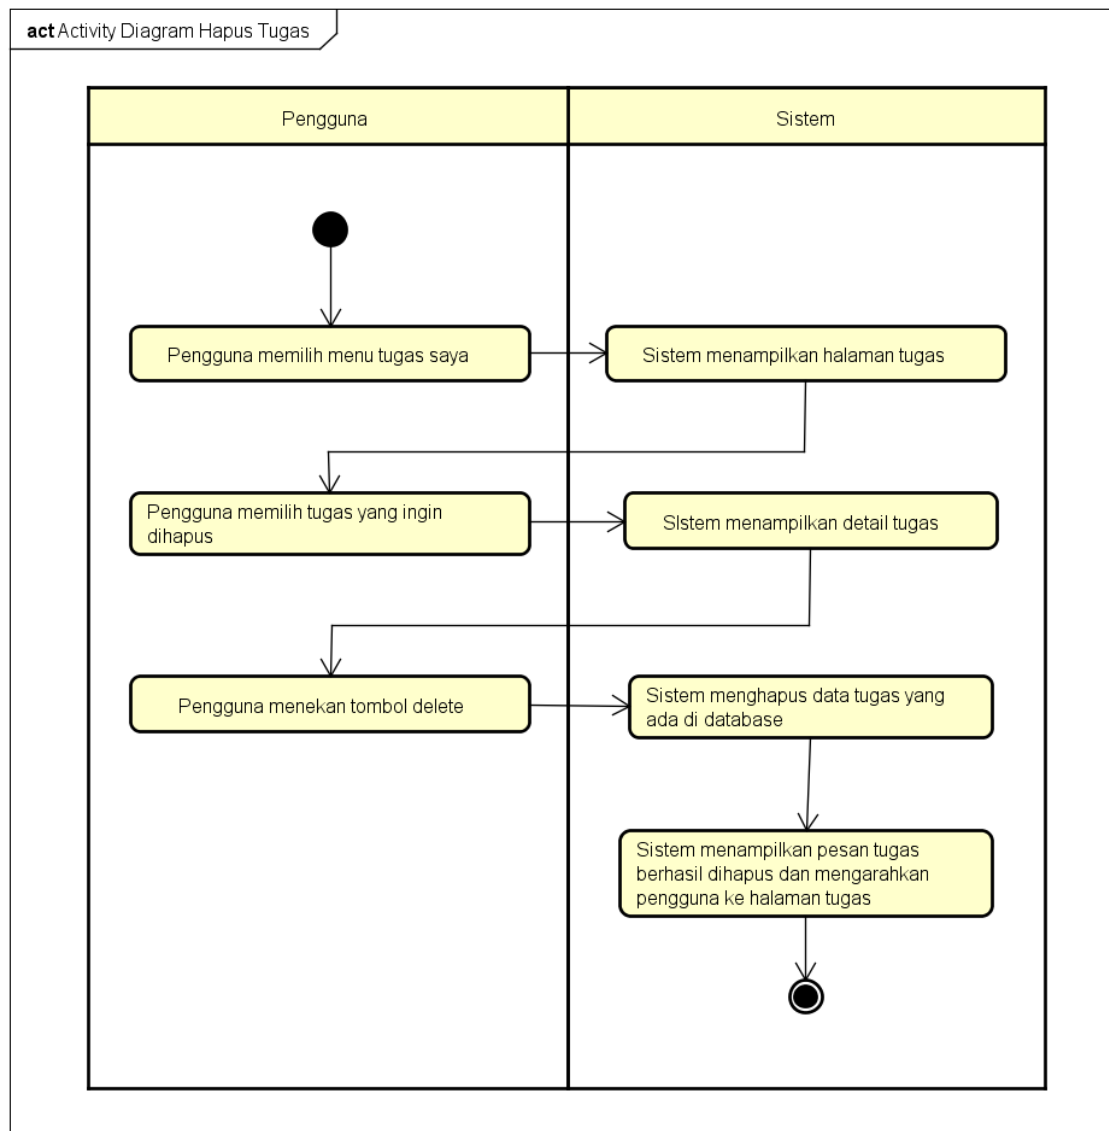 act Activity Diagram Hapus Tugas
Pengguna
Sistem
Pengguna memilih menu tugas saya
Sistem menampilkan halaman tugas
Pengguna memilih tugas yang ingin
dihapus
SIstem menampilkan detail tugas
Pengguna menekan tombol delete
Sistem menghapus data tugas yang
ada di database
Sistem menampilkan pesan tugas
berhasil dihapus dan mengarahkan
pengguna ke halaman tugas